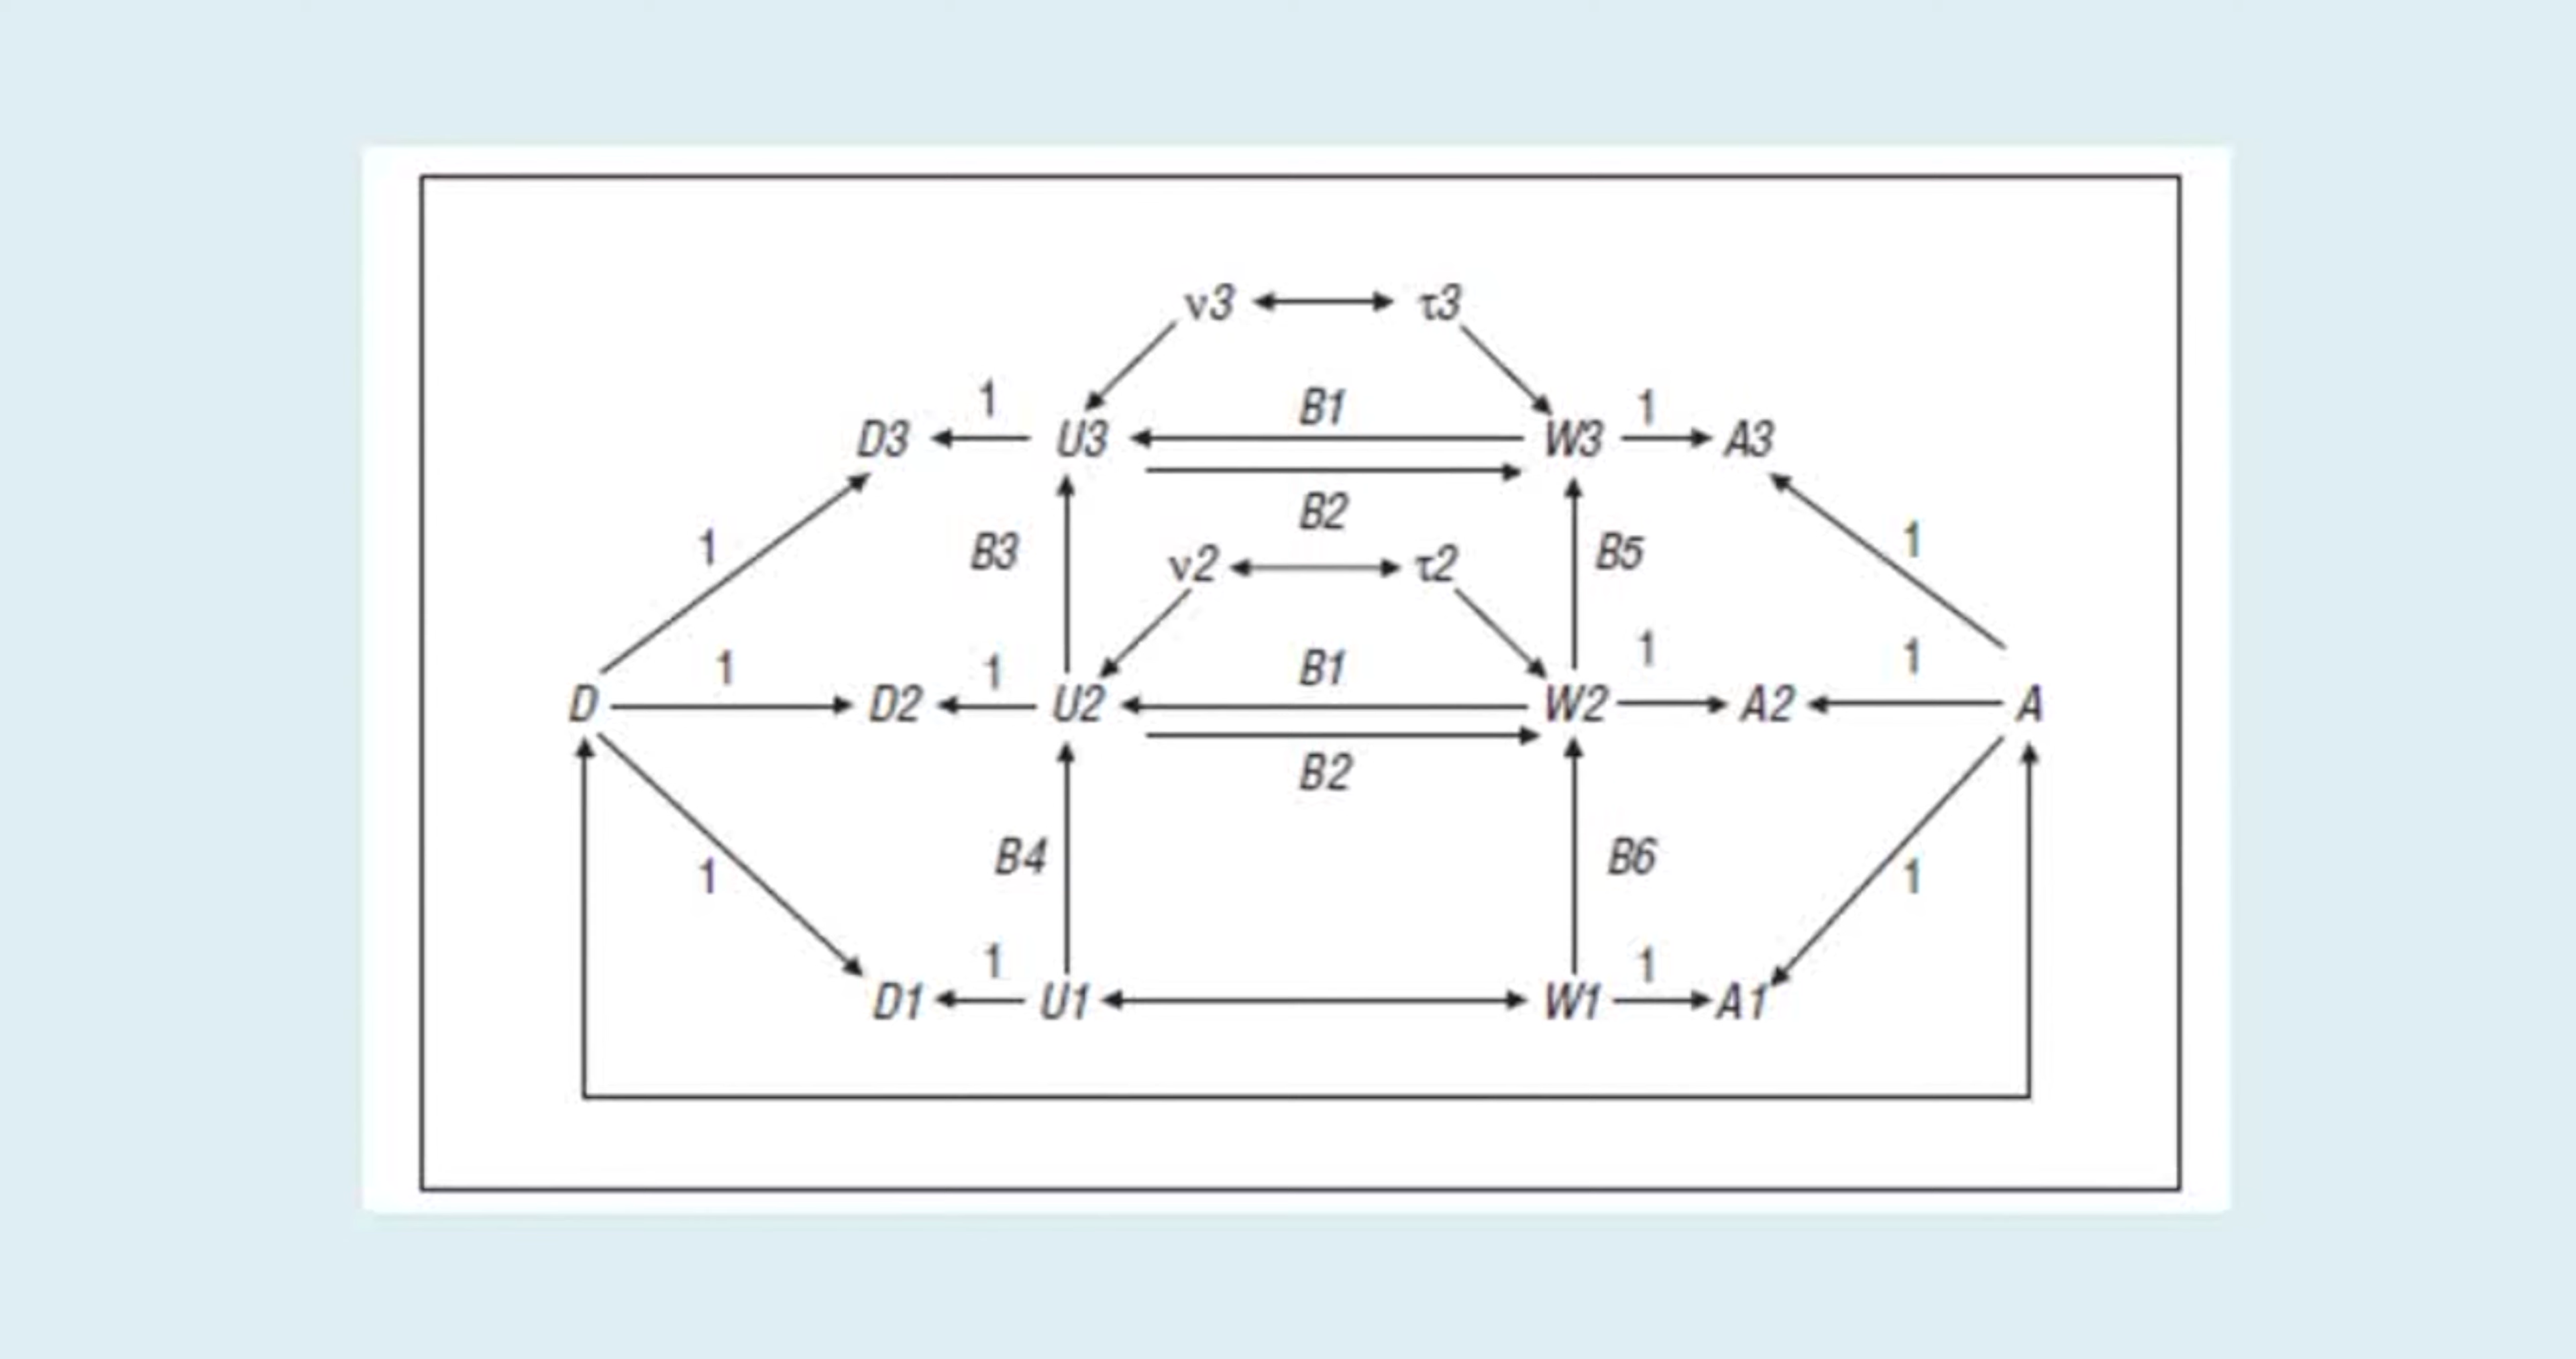 ν3 τ3
1 B1 1
D3 U3 W3 A3
B2
1 B3 ν2 τ2 B5 1
1 1 B1 1 1
D D2 U2 W2 A2 A
B2
1 B4 B6 1
1 1
D1 U1 W1 A1